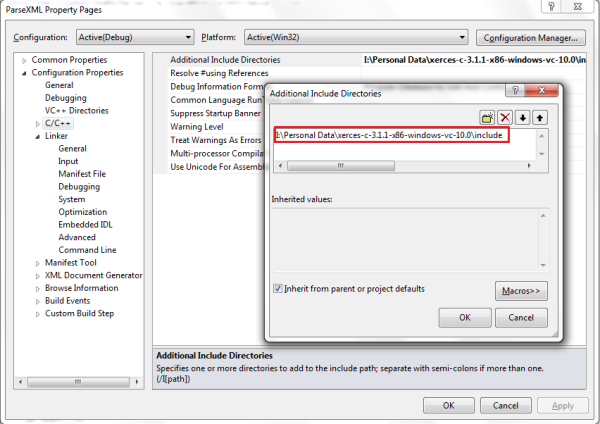 ParseXML Property Pages
Configuration: Active(Debug) Platform: Active(Win32) Configuration Manager...
Common Properties
Configuration Properties
General
Debugging
VC++ Directories
C/C++
Linker
General
Input
Manifest File
Debugging
System
Optimization
Embedded IDL
Advanced
Command Line
Manifest Tool
XML Document Generator
Browse Information
Build Events
Custom Build Step
Additional Include Directories I:\Personal Data\xerces-c-3.1.1-x86-windows-vc-10.0\in
Resolve #using References
Debug Information Format
Common Language Run
Suppress Startup Banner
Warning Level
Treat Warnings As Errors
Multi-processor Compilat
Use Unicode For Assembl
Additional Include Directories
I:\Personal Data\xerces-c-3.1.1-x86-windows-vc-10.0\include
Inherited values:
Inherit from parent or project defaults
Macros>>
OK Cancel
Additional Include Directories
Specifies one or more directories to add to the include path; separate with semi-colons if more than one.
(/I[path])
OK Cancel Apply